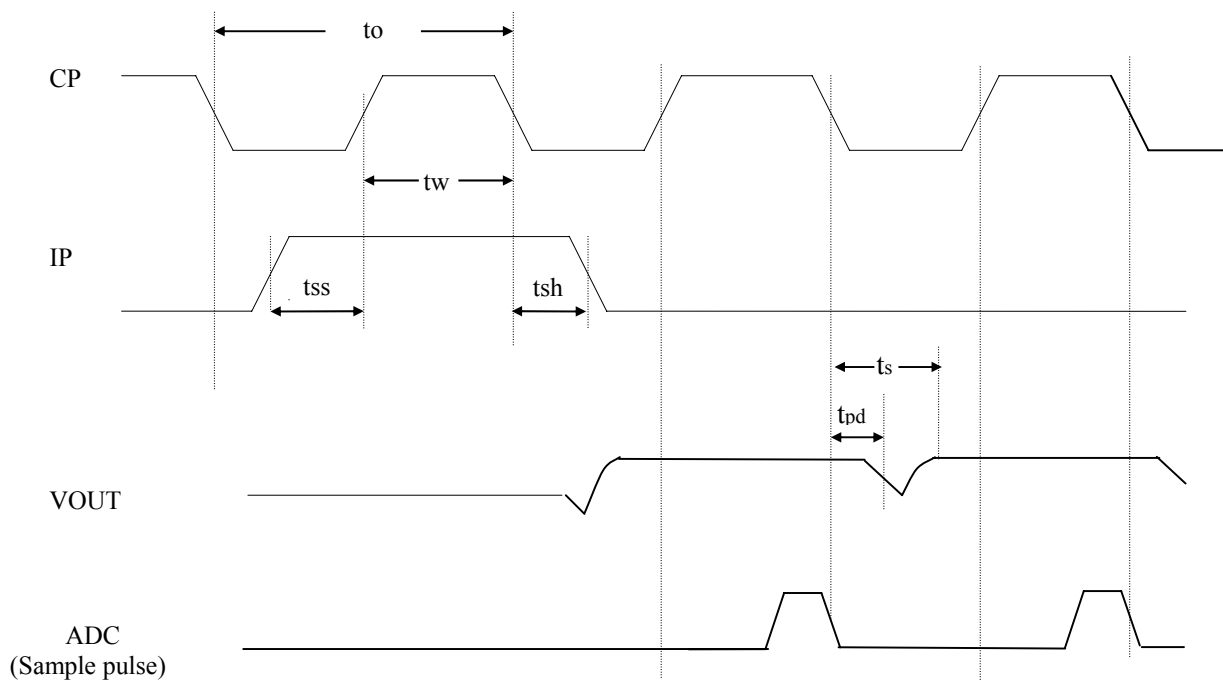 to
CP
tw
IP
tss
tsh
ts
tpd
VOUT
ADC
(Sample pulse)